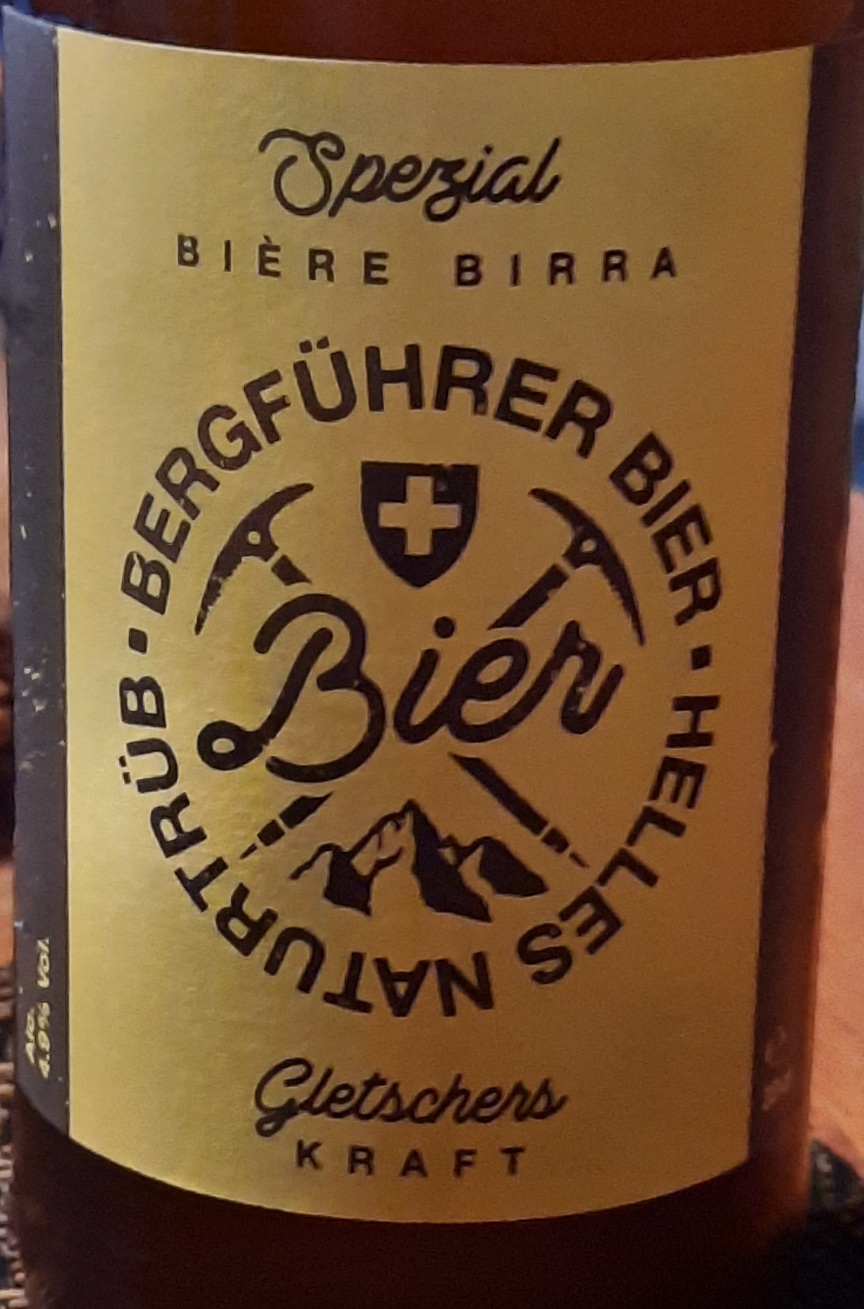 Spezial
BIÈRE BIRRA
BERGFÜHRER BIER · HELLES NATURTRÜB ·
Bier
Gletschers
KRAFT
Alc.
4.9% Vol.